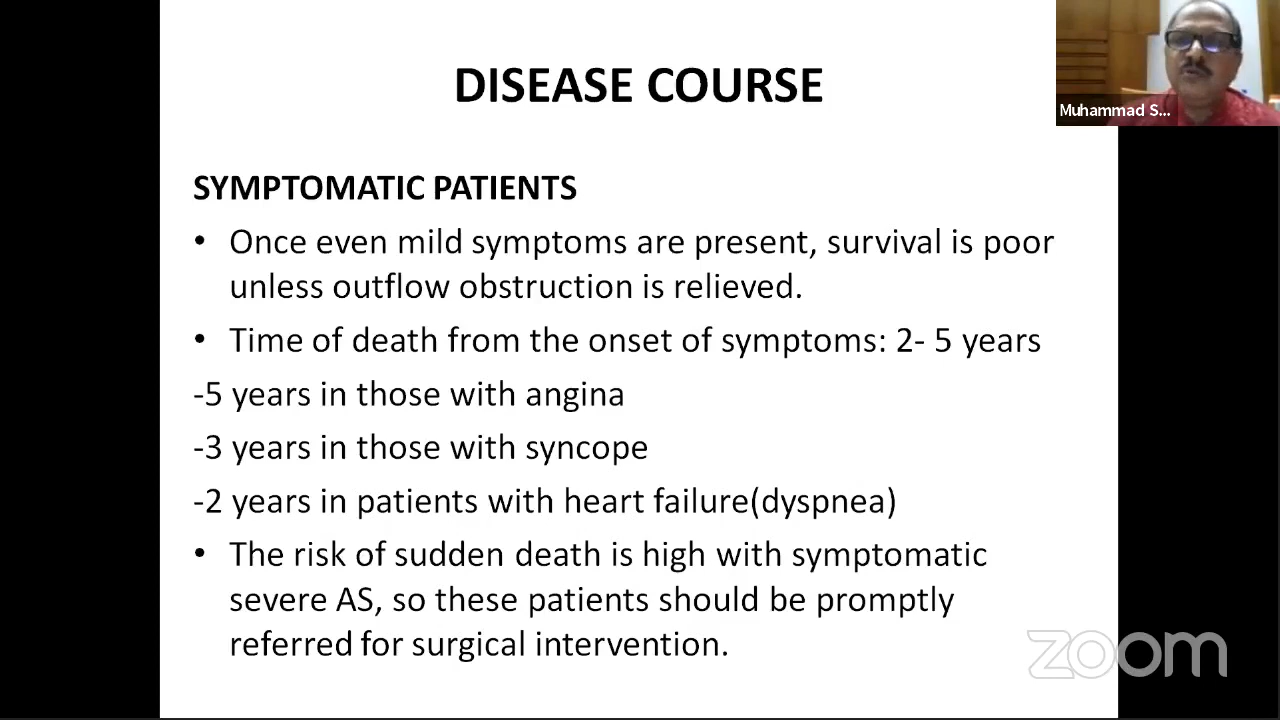 DISEASE COURSE
Muhammad S...
SYMPTOMATIC PATIENTS
• Once even mild symptoms are present, survival is poor
unless outflow obstruction is relieved.
• Time of death from the onset of symptoms: 2- 5 years
-5 years in those with angina
-3 years in those with syncope
-2 years in patients with heart failure(dyspnea)
• The risk of sudden death is high with symptomatic
severe AS, so these patients should be promptly
referred for surgical intervention.
zoom